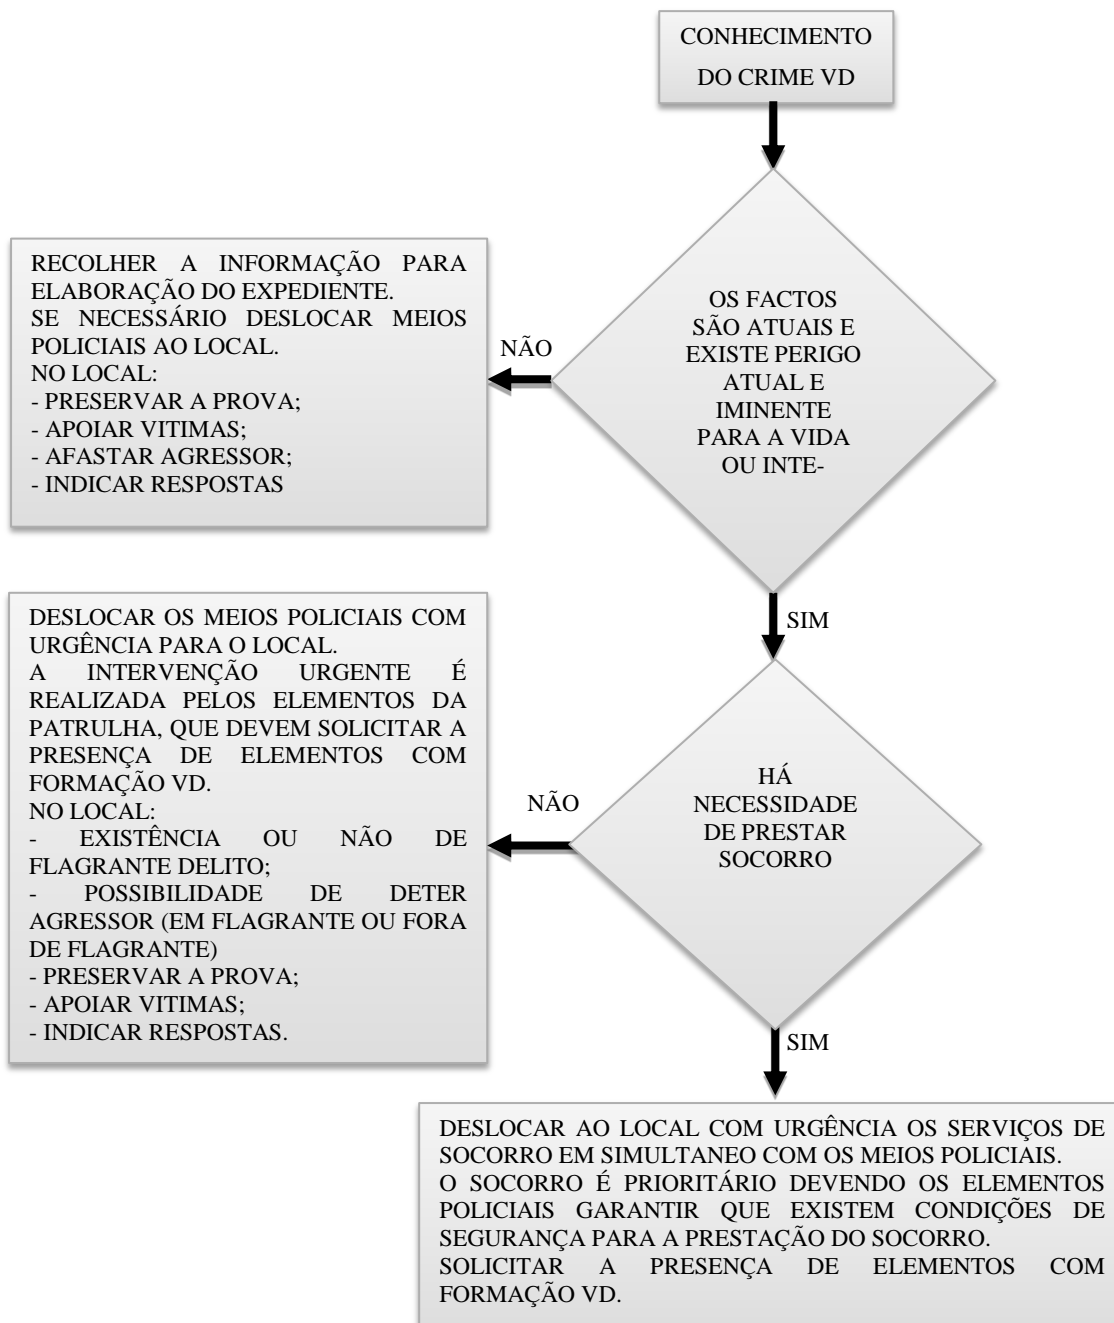 CONHECIMENTO
DO CRIME VD
OS FACTOS
SÃO ATUAIS E
EXISTE PERIGO
ATUAL E
IMINENTE
PARA A VIDA
OU INTE-
NÃO
RECOLHER A INFORMAÇÃO PARA
ELABORAÇÃO DO EXPEDIENTE.
SE NECESSÁRIO DESLOCAR MEIOS
POLICIAIS AO LOCAL.
NO LOCAL:
- PRESERVAR A PROVA;
- APOIAR VITIMAS;
- AFASTAR AGRESSOR;
- INDICAR RESPOSTAS
SIM
HÁ
NECESSIDADE
DE PRESTAR
SOCORRO
NÃO
DESLOCAR OS MEIOS POLICIAIS COM
URGÊNCIA PARA O LOCAL.
A INTERVENÇÃO URGENTE É
REALIZADA PELOS ELEMENTOS DA
PATRULHA, QUE DEVEM SOLICITAR A
PRESENÇA DE ELEMENTOS COM
FORMAÇÃO VD.
NO LOCAL:
- EXISTÊNCIA OU NÃO DE
FLAGRANTE DELITO;
- POSSIBILIDADE DE DETER
AGRESSOR (EM FLAGRANTE OU FORA
DE FLAGRANTE)
- PRESERVAR A PROVA;
- APOIAR VITIMAS;
- INDICAR RESPOSTAS.
SIM
DESLOCAR AO LOCAL COM URGÊNCIA OS SERVIÇOS DE
SOCORRO EM SIMULTANEO COM OS MEIOS POLICIAIS.
O SOCORRO É PRIORITÁRIO DEVENDO OS ELEMENTOS
POLICIAIS GARANTIR QUE EXISTEM CONDIÇÕES DE
SEGURANÇA PARA A PRESTAÇÃO DO SOCORRO.
SOLICITAR A PRESENÇA DE ELEMENTOS COM
FORMAÇÃO VD.